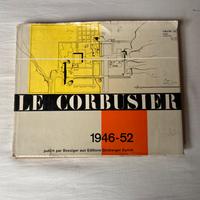 LE CORBUSIER
1946-52
publié par Boesiger aux Editions Girsberger Zurich